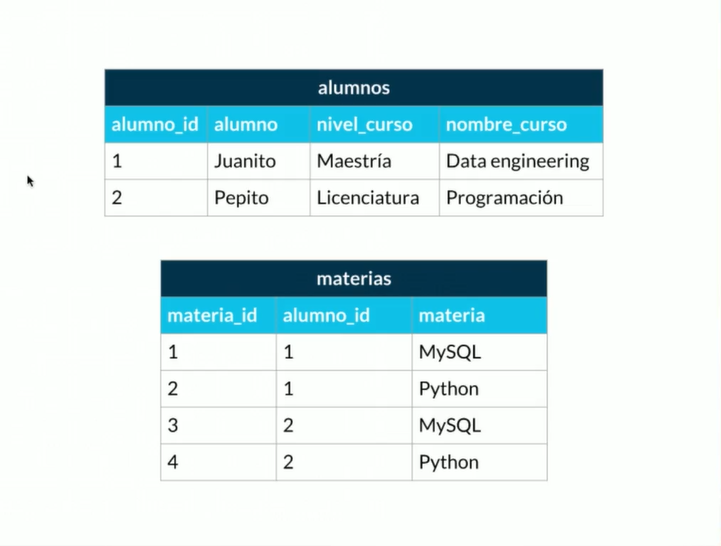 alumnos
alumno_id alumno nivel_curso nombre_curso
1 Juanito Maestría Data engineering
2 Pepito Licenciatura Programación
materias
materia_id alumno_id materia
1 1 MySQL
2 1 Python
3 2 MySQL
4 2 Python